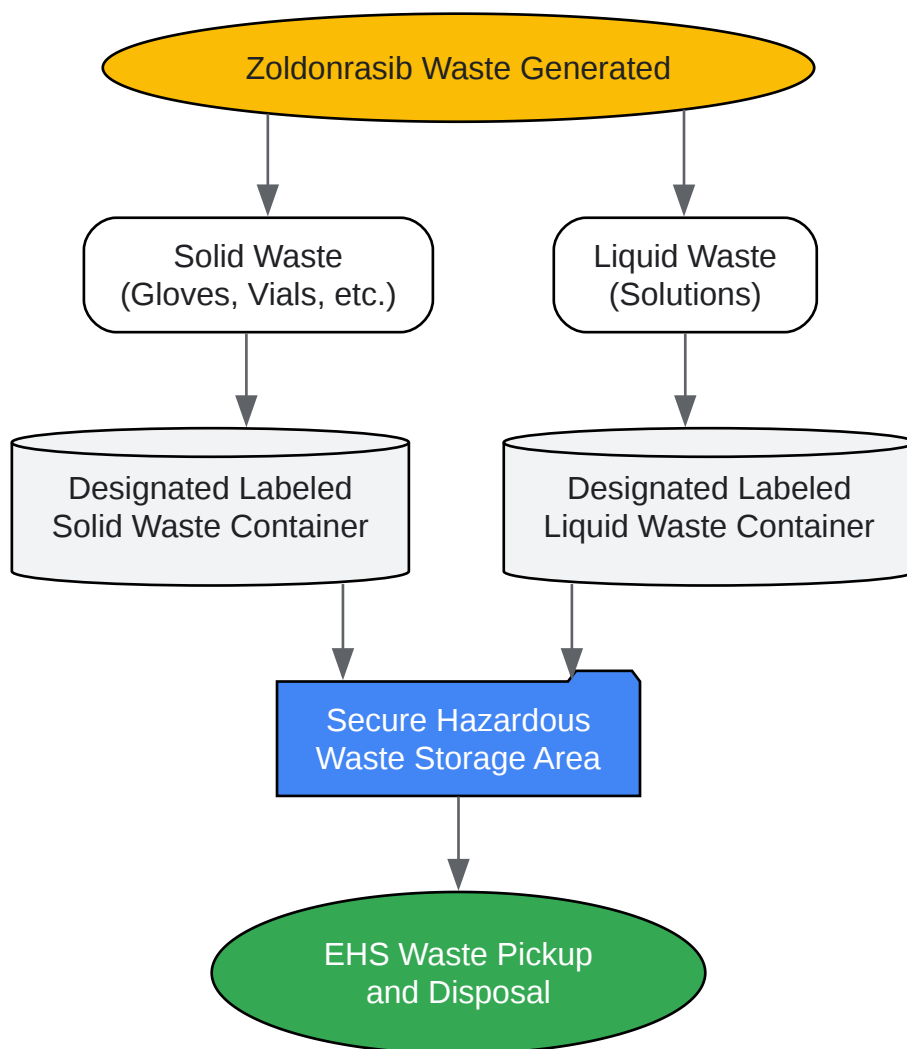 Zoldonrasib Waste Generated
Solid Waste
(Gloves, Vials, etc.)
Liquid Waste
(Solutions)
Designated Labeled
Solid Waste Container
Designated Labeled
Liquid Waste Container
Secure Hazardous
Waste Storage Area
EHS Waste Pickup
and Disposal